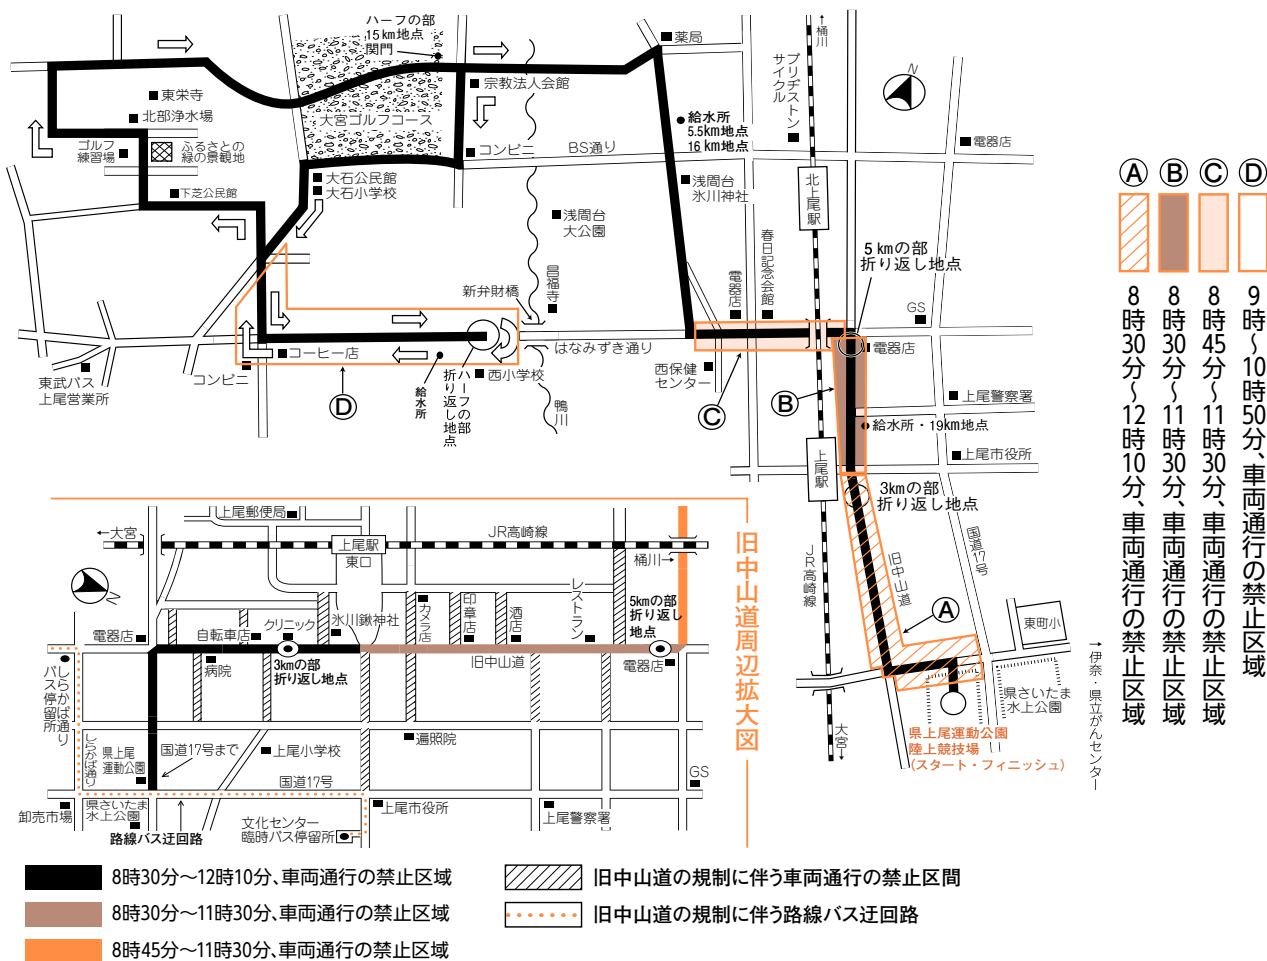 ハーフの部
15km地点
関門
薬局
←桶川
ブリヂストン
サイクル
N
宗教法人会館
東栄寺
北部浄水場
大宮ゴルフコース
給水所
5.5km地点
16km地点
ゴルフ
練習場
ふるさとの
緑の景観地
コンビニ
BS通り
電器店
大石公民館
大石小学校
下芝公民館
浅間台
氷川神社
北上尾駅
浅間台
大公園
春日記念会館
5kmの部
折り返し地点
昌福寺
電器店
新弁財橋
GS
はなみずき通り
電器店
コーヒー店
コンビニ
東武バス
上尾営業所
D
給水所
ハーフの部
折り返し地点
西小学校
鴨川
西保健
センター
C
B
上尾警察署
給水所・19km地点
上尾駅
上尾市役所
3kmの部
折り返し地点
国道17号
JR高崎線
旧中山道
A
東町小
→伊奈・県立がんセンター
県さいたま
水上公園
大宮→
県上尾運動公園
陸上競技場
(スタート・フィニッシュ)
A
8時30分～12時10分、車両通行の禁止区域
B
8時30分～11時30分、車両通行の禁止区域
C
8時45分～11時30分、車両通行の禁止区域
D
9時～10時50分、車両通行の禁止区域
旧中山道周辺拡大図
上尾郵便局
←大宮
上尾駅
東口
JR高崎線
桶川→
N
レストラン
5kmの部
折り返し
地点
電器店
自転車店
クリニック
氷川鍬神社
カメラ店
印章店
酒店
病院
3kmの部
折り返し地点
旧中山道
電器店
しらかば通り
バス停留所
しらかば通り
県上尾
運動公園
国道17号まで
上尾小学校
遍照院
国道17号
GS
卸売市場
県さいたま
水上公園
路線バス迂回路
文化センター
臨時バス停留所
上尾市役所
上尾警察署
8時30分～12時10分、車両通行の禁止区域
8時30分～11時30分、車両通行の禁止区域
8時45分～11時30分、車両通行の禁止区域
旧中山道の規制に伴う車両通行の禁止区間
旧中山道の規制に伴う路線バス迂回路